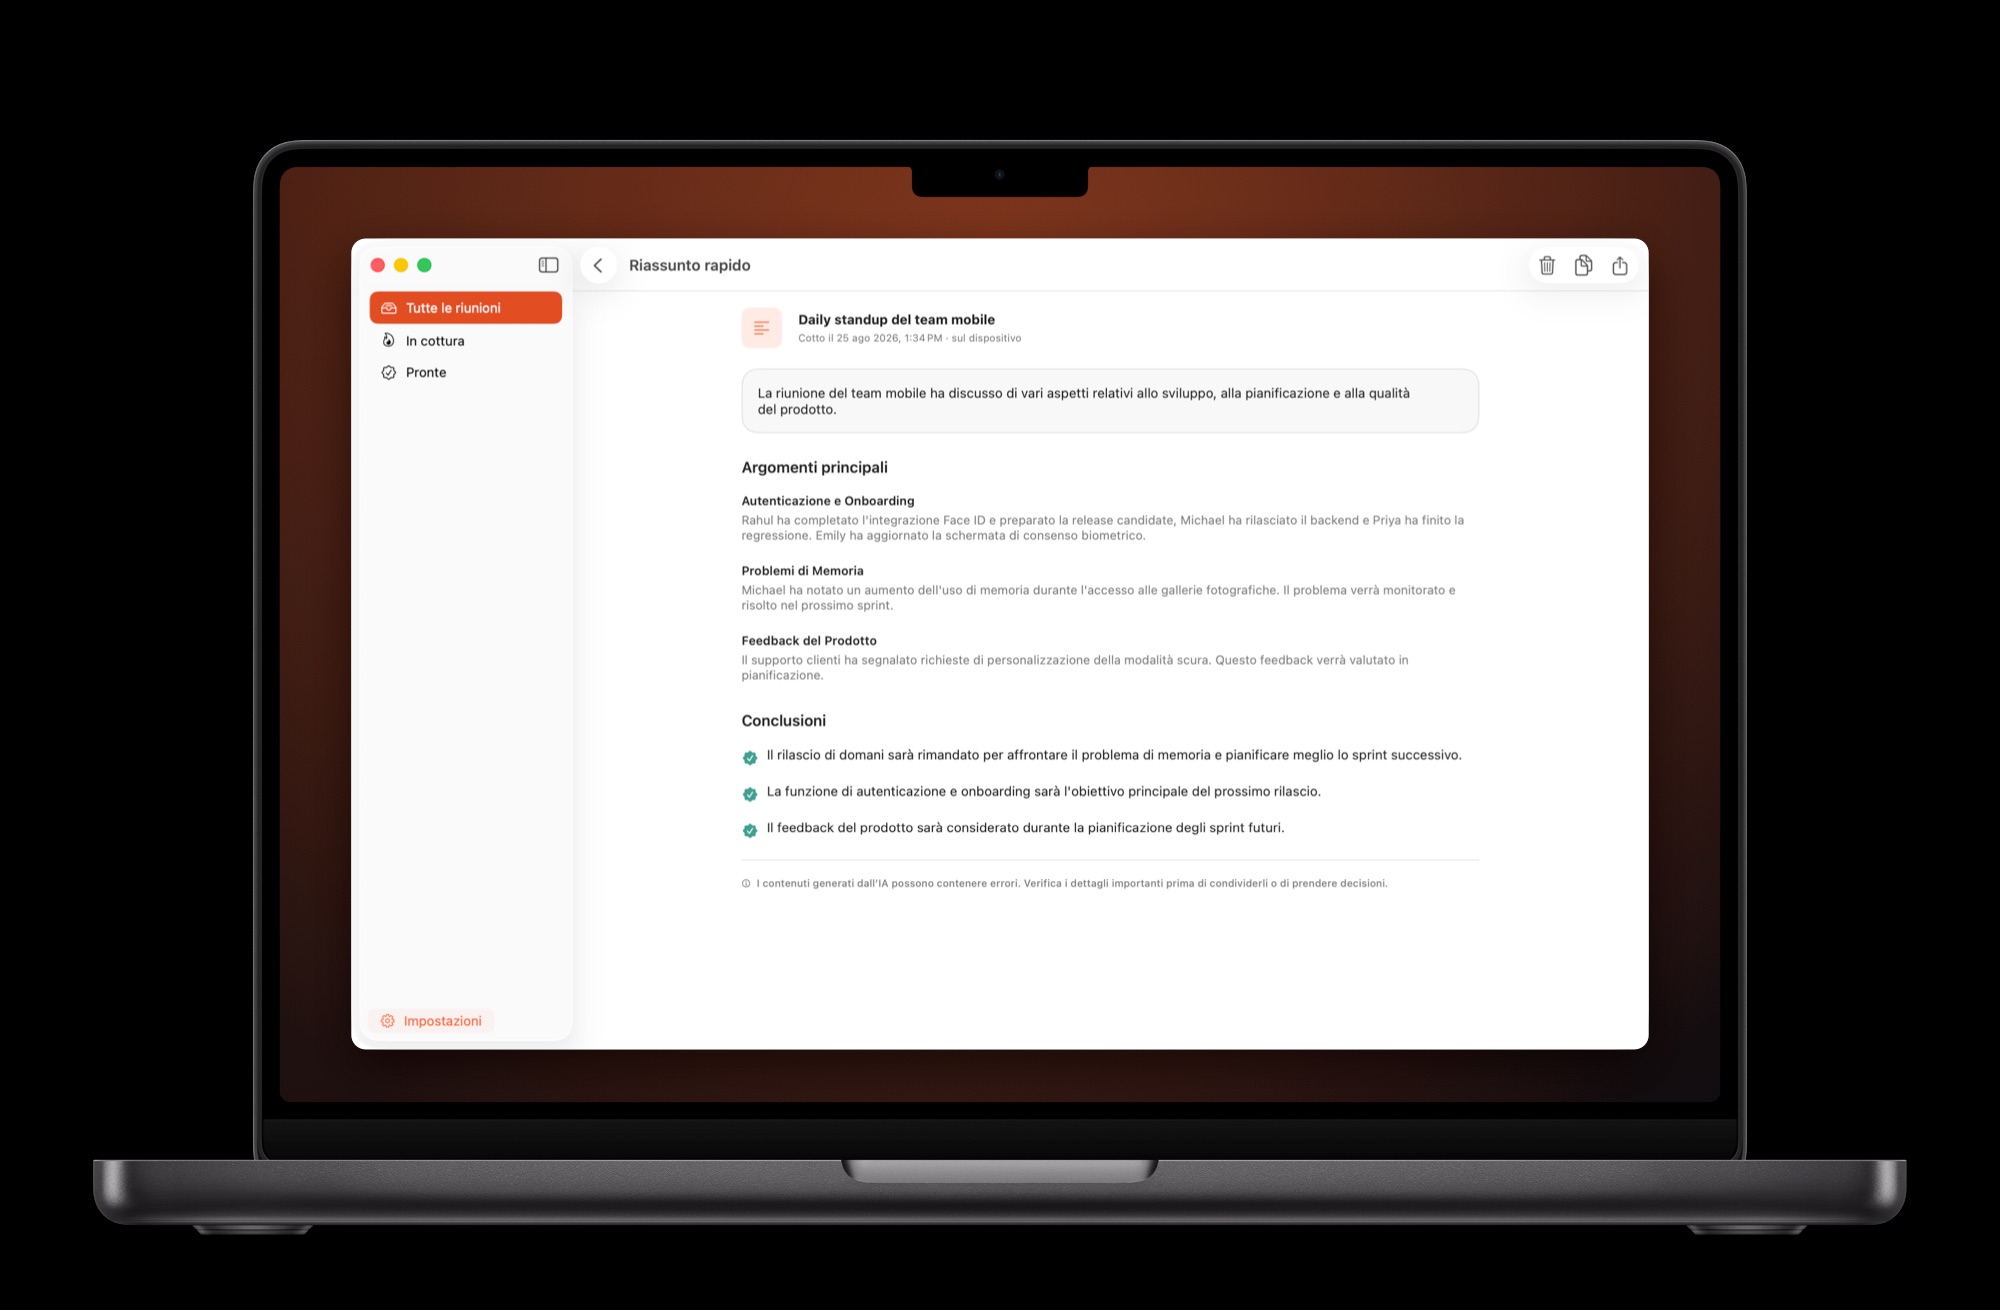 Riassunto rapido
Tutte le riunioni
In cottura
Pronte
Impostazioni
Daily standup del team mobile
Cotto il 25 ago 2026, 1:34 PM · sul dispositivo
La riunione del team mobile ha discusso di vari aspetti relativi allo sviluppo, alla pianificazione e alla qualità
del prodotto.
Argomenti principali
Autenticazione e Onboarding
Rahul ha completato l'integrazione Face ID e preparato la release candidate, Michael ha rilasciato il backend e Priya ha finito la
regressione. Emily ha aggiornato la schermata di consenso biometrico.
Problemi di Memoria
Michael ha notato un aumento dell'uso di memoria durante l'accesso alle gallerie fotografiche. Il problema verrà monitorato e
risolto nel prossimo sprint.
Feedback del Prodotto
Il supporto clienti ha segnalato richieste di personalizzazione della modalità scura. Questo feedback verrà valutato in
pianificazione.
Conclusioni
Il rilascio di domani sarà rimandato per affrontare il problema di memoria e pianificare meglio lo sprint successivo.
La funzione di autenticazione e onboarding sarà l'obiettivo principale del prossimo rilascio.
Il feedback del prodotto sarà considerato durante la pianificazione degli sprint futuri.
I contenuti generati dall'IA possono contenere errori. Verifica i dettagli importanti prima di condividerli o di prendere decisioni.